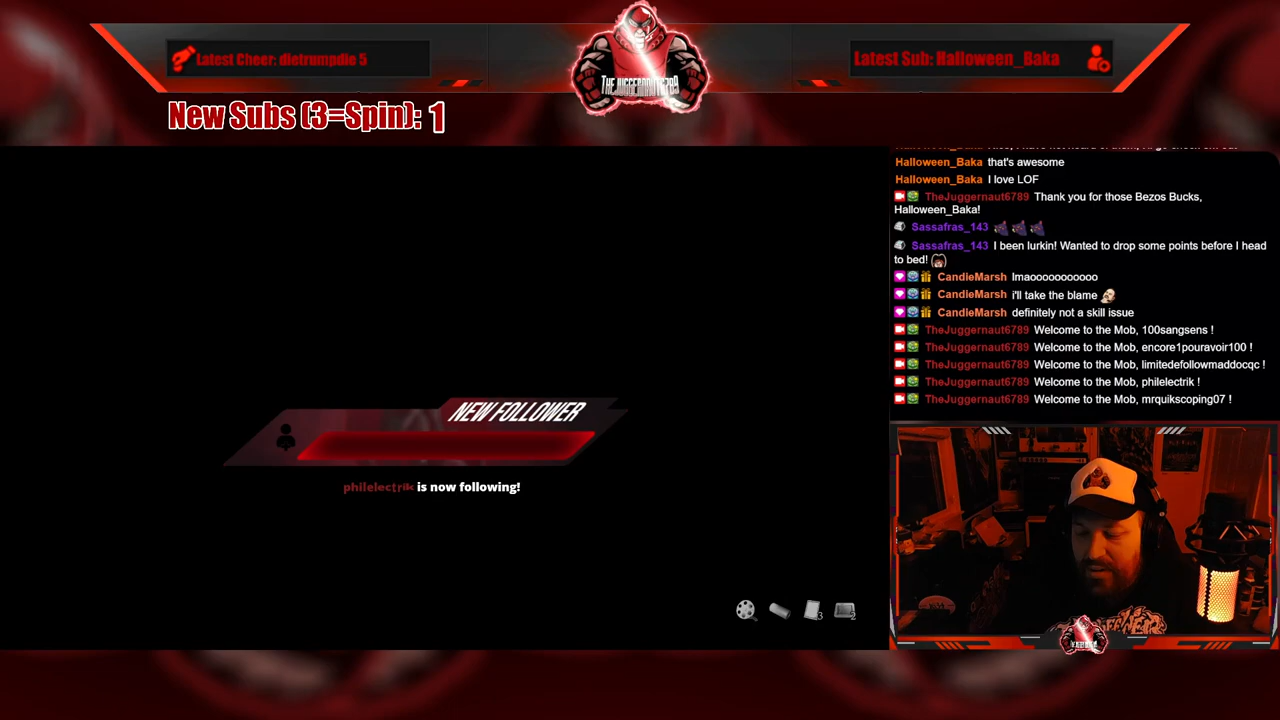 Latest Cheer: dietrumpdie 5
THEJUGGERNAUT6789
Latest Sub: Halloween_Baka
New Subs (3=Spin): 1
Halloween_Baka that's awesome
Halloween_Baka I love LOF
TheJuggernaut6789 Thank you for those Bezos Bucks,
Halloween_Baka!
Sassafras_143
Sassafras_143 I been lurkin! Wanted to drop some points before I head
to bed!
CandieMarsh lmaooooooooooo
CandieMarsh i'll take the blame
CandieMarsh definitely not a skill issue
TheJuggernaut6789 Welcome to the Mob, 100sangsens !
TheJuggernaut6789 Welcome to the Mob, encore1pouravoir100 !
TheJuggernaut6789 Welcome to the Mob, limitedefollowmaddocqc !
TheJuggernaut6789 Welcome to the Mob, philelectrik !
TheJuggernaut6789 Welcome to the Mob, mrquikscoping07 !
NEW FOLLOWER
philelectrik is now following!
3
2